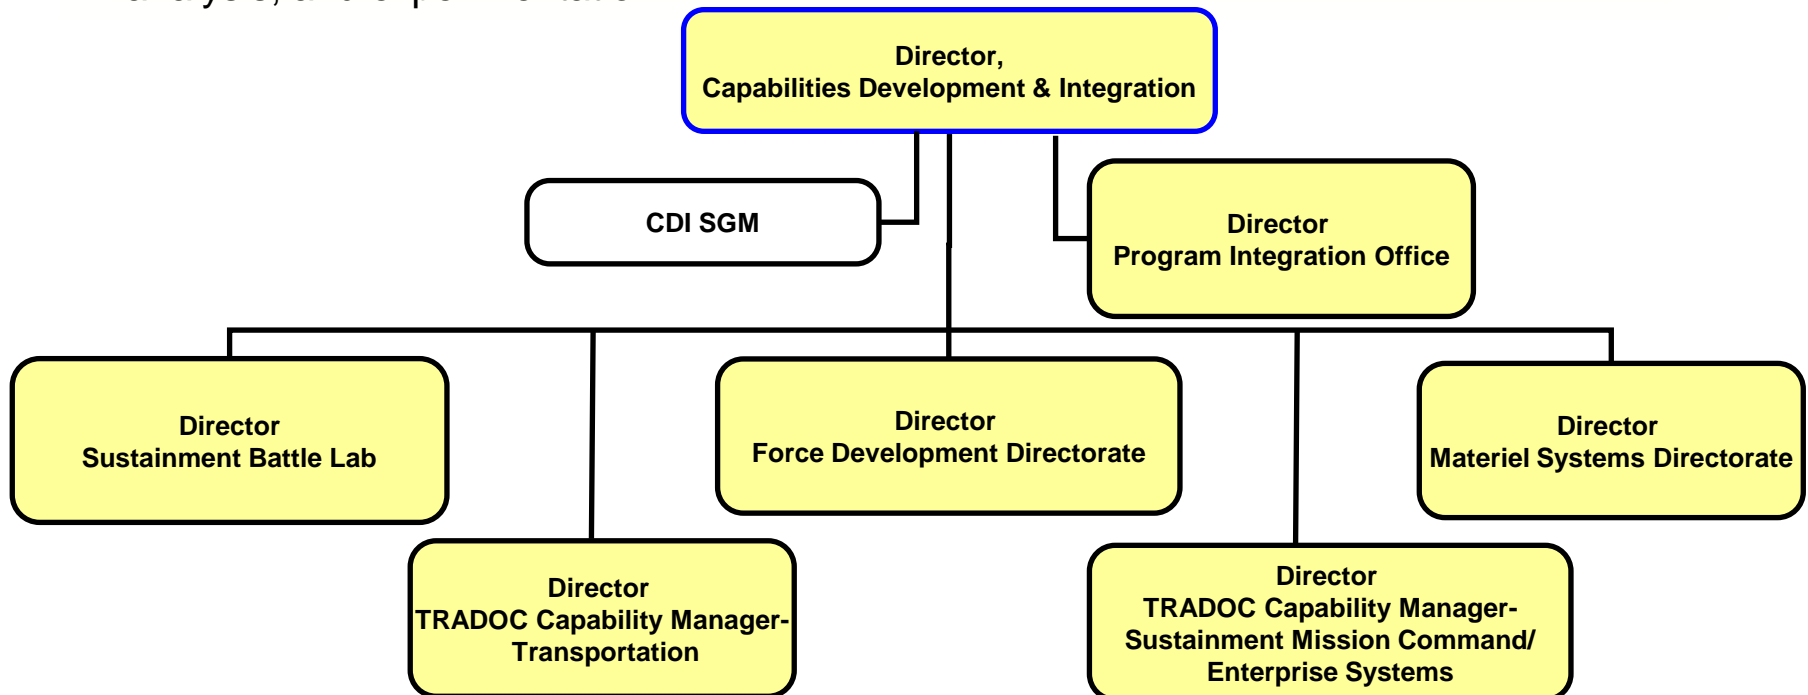 Director,
Capabilities Development & Integration
CDI SGM
Director
Program Integration Office
Director
Sustainment Battle Lab
Director
Force Development Directorate
Director
Materiel Systems Directorate
Director
TRADOC Capability Manager-
Transportation
Director
TRADOC Capability Manager-
Sustainment Mission Command/
Enterprise Systems